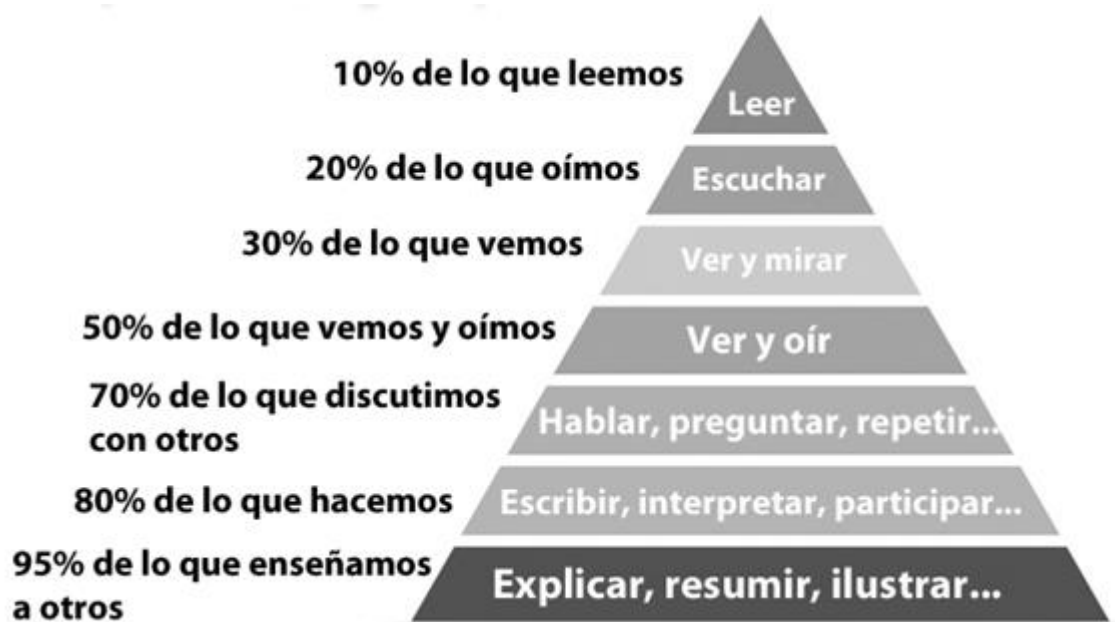 10% de lo que leemos
Leer
20% de lo que oímos
Escuchar
30% de lo que vemos
Ver y mirar
50% de lo que vemos y oímos
Ver y oír
70% de lo que discutimos
con otros
Hablar, preguntar, repetir...
80% de lo que hacemos
Escribir, interpretar, participar...
95% de lo que enseñamos
a otros
Explicar, resumir, ilustrar...